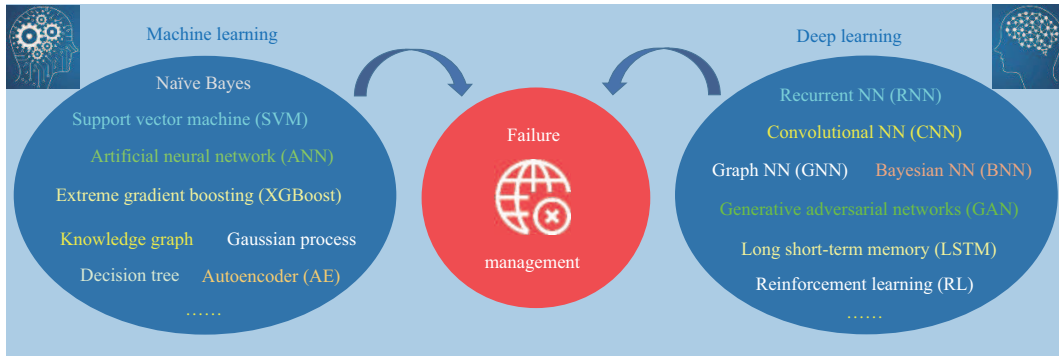 Machine learning
Naïve Bayes
Support vector machine (SVM)
Artificial neural network (ANN)
Extreme gradient boosting (XGBoost)
Knowledge graph Gaussian process
Decision tree Autoencoder (AE)
……
Failure
management
Deep learning
Recurrent NN (RNN)
Convolutional NN (CNN)
Graph NN (GNN) Bayesian NN (BNN)
Generative adversarial networks (GAN)
Long short-term memory (LSTM)
Reinforcement learning (RL)
……